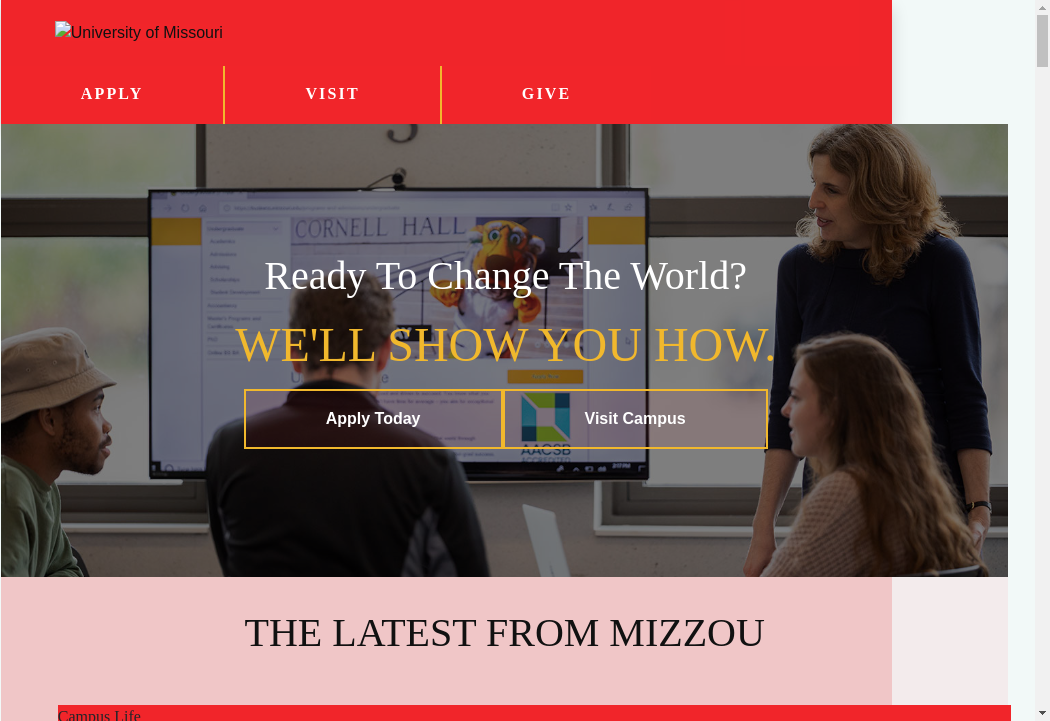 University of Missouri
APPLY
VISIT
GIVE
CORNELL HALL
Ready To Change The World?
WE'LL SHOW YOU HOW.
Apply Today
Visit Campus
AACSB
ACCREDITED
THE LATEST FROM MIZZOU
Campus Life